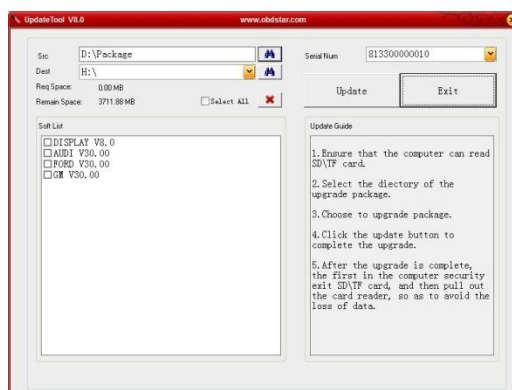 UpdateTool V8.0
www.obdstar.com
Src D:\Package
Serial Num 813300000010
Dest H:\
Req Space: 0.00 MB
Remain Space: 3711.88 MB
Select All
Update
Exit
Soft List
DISPLAY V8.0
AUDI V30.00
FORD V30.00
GM V30.00
Update Guide
1.Ensure that the computer can read
SD\TF card.
2.Select the diectory of the
upgrade package.
3.Choose to upgrade package.
4.Click the update button to
complete the upgrade.
5.After the upgrade is complete,
the first in the computer security
exit SD\TF card, and then pull out
the card reader, so as to avoid the
loss of data.